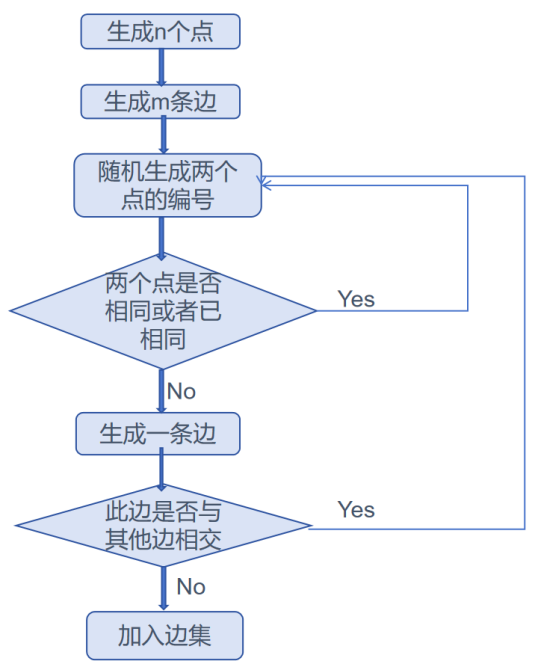 生成n个点
生成m条边
随机生成两个
点的编号
两个点是否
相同或者已
相同
Yes
No
生成一条边
此边是否与
其他边相交
Yes
No
加入边集